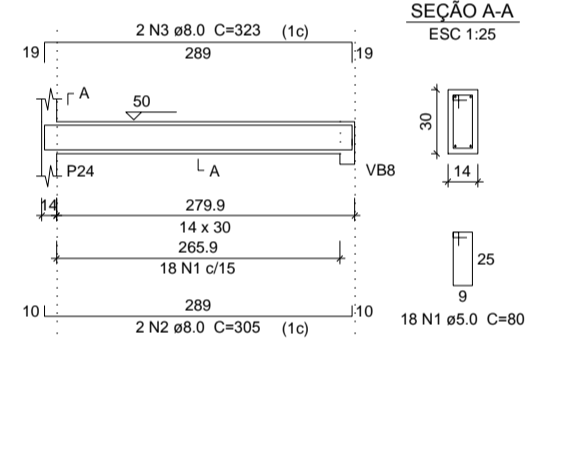 SEÇÃO A-A
ESC 1:25
2 N3 ø8.0 C=323 (1c)
19 289 19
A
50
30
A
P24
VB8
14
14 279.9
14 x 30
265.9
18 N1 c/15
25
9
18 N1 ø5.0 C=80
10 289 10
2 N2 ø8.0 C=305 (1c)